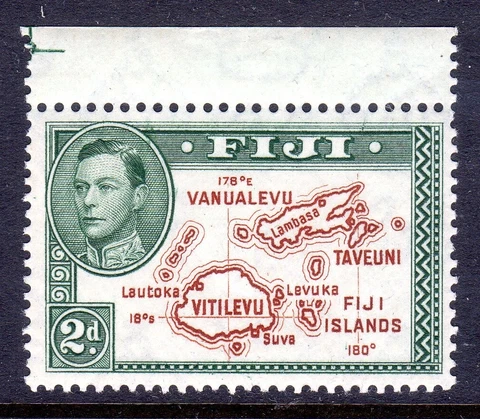 FIJI
178°E
VANUALEVU
Lambasa
TAVEUNI
Lautoka
VITILEVU
Levuka
FIJI
ISLANDS
18°S
Suva
180°
2d.